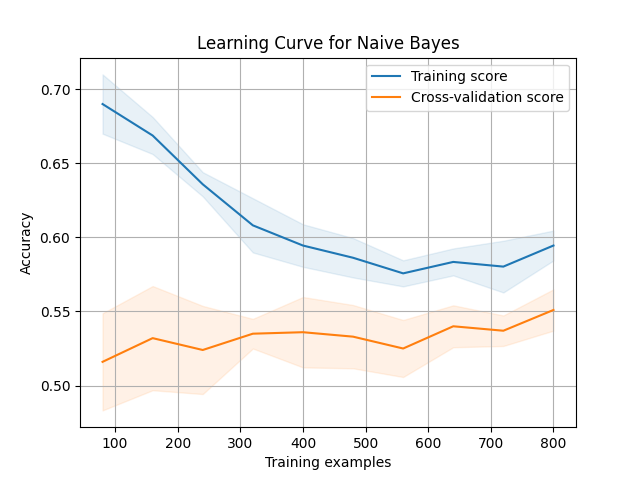 Learning Curve for Naive Bayes
Training score
Cross-validation score
Accuracy
0.70
0.65
0.60
0.55
0.50
100 200 300 400 500 600 700 800
Training examples